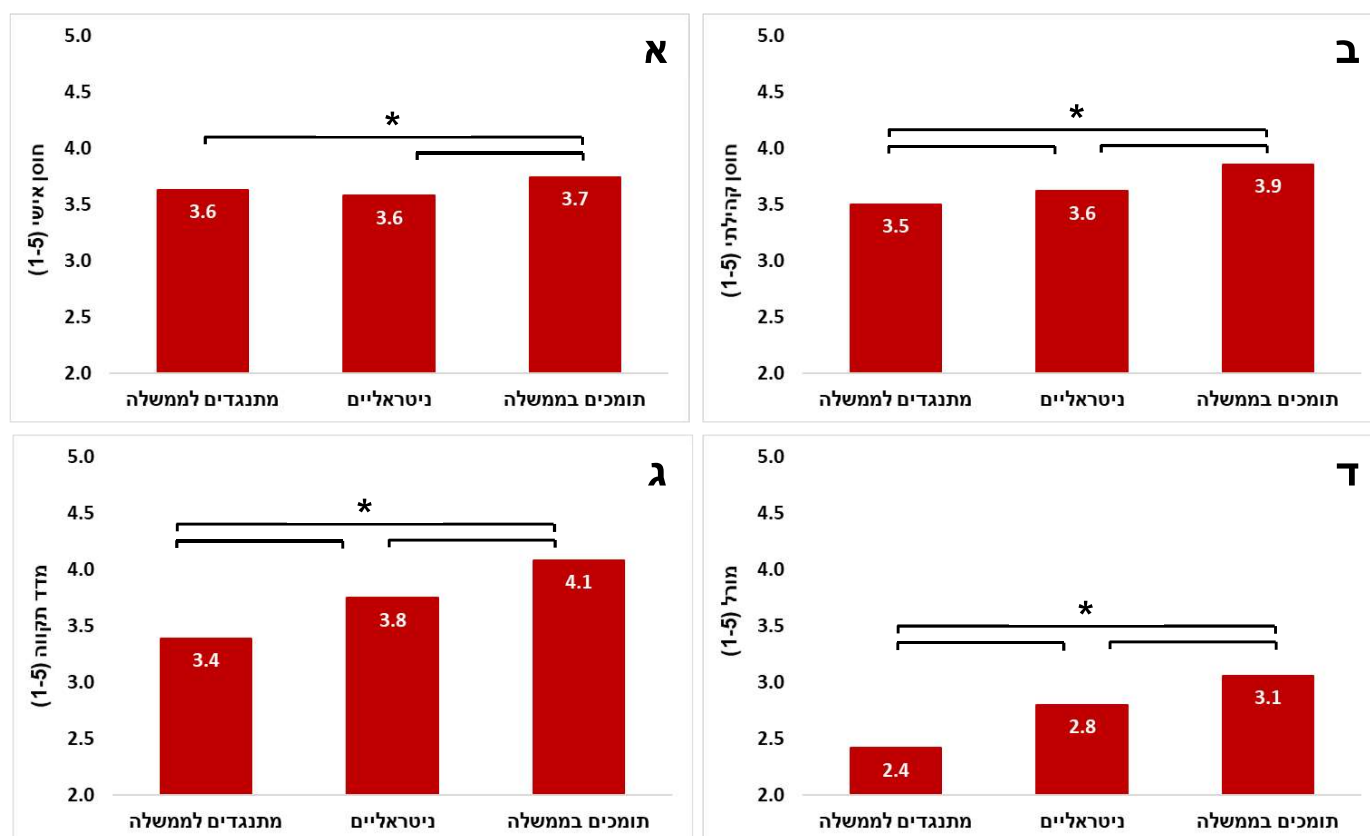 א
חוסן אישי (1-5)
5.0
4.5
4.0
3.5
3.0
2.5
2.0
*
3.6
3.6
3.7
מתנגדים לממשלה
ניטראליים
תומכים בממשלה
ב
חוסן קהילתי (1-5)
5.0
4.5
4.0
3.5
3.0
2.5
2.0
*
3.5
3.6
3.9
מתנגדים לממשלה
ניטראליים
תומכים בממשלה
ג
מדד תקווה (1-5)
5.0
4.5
4.0
3.5
3.0
2.5
2.0
*
3.4
3.8
4.1
מתנגדים לממשלה
ניטראליים
תומכים בממשלה
ד
מורל (1-5)
5.0
4.5
4.0
3.5
3.0
2.5
2.0
*
2.4
2.8
3.1
מתנגדים לממשלה
ניטראליים
תומכים בממשלה